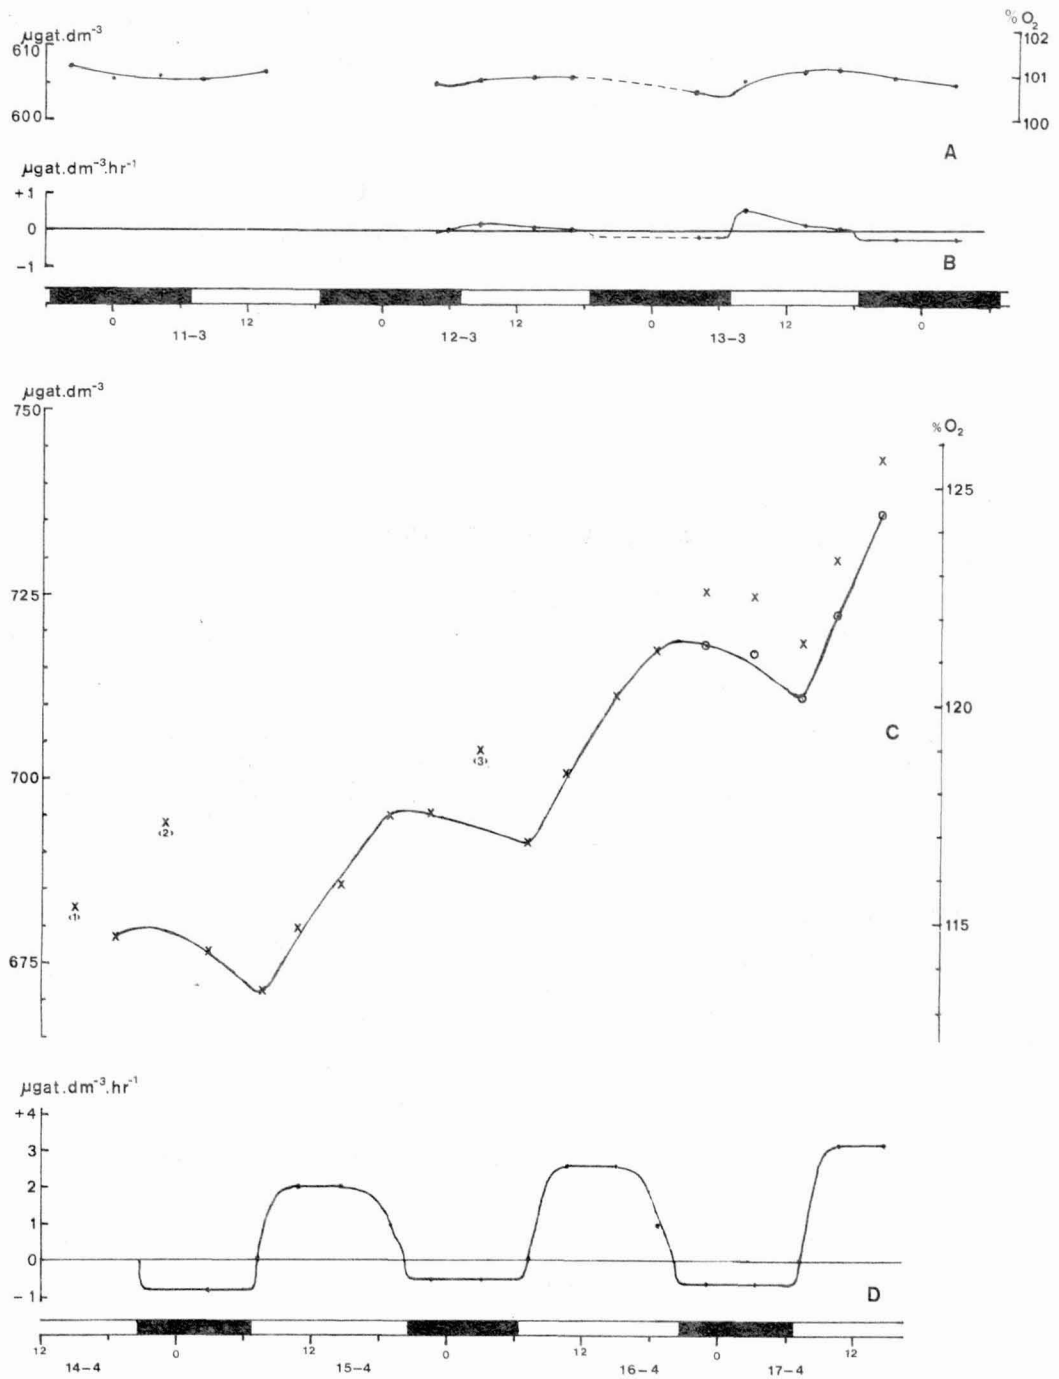 µgat.dm⁻³
% O₂
610
102
101
600
100
A
µgat.dm⁻³.hr⁻¹
+1
0
−1
B
0 12 0 12 0 12 0
11-3 12-3 13-3
µgat.dm⁻³
750
% O₂
125
725
120
C
(3)
700
(2)
(1)
115
675
µgat.dm⁻³.hr⁻¹
+4
3
2
1
0
−1
D
12 0 12 0 12 0 12
14-4 15-4 16-4 17-4